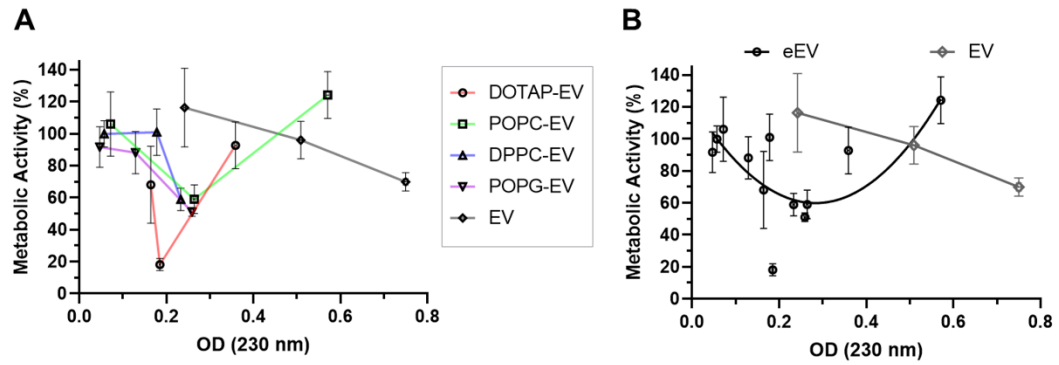 A
Metabolic Activity (%)
140
120
100
80
60
40
20
0
0.0 0.2 0.4 0.6 0.8
OD (230 nm)
DOTAP-EV
POPC-EV
DPPC-EV
POPG-EV
EV
B
eEV EV
Metabolic Activity (%)
140
120
100
80
60
40
20
0
0.0 0.2 0.4 0.6 0.8
OD (230 nm)